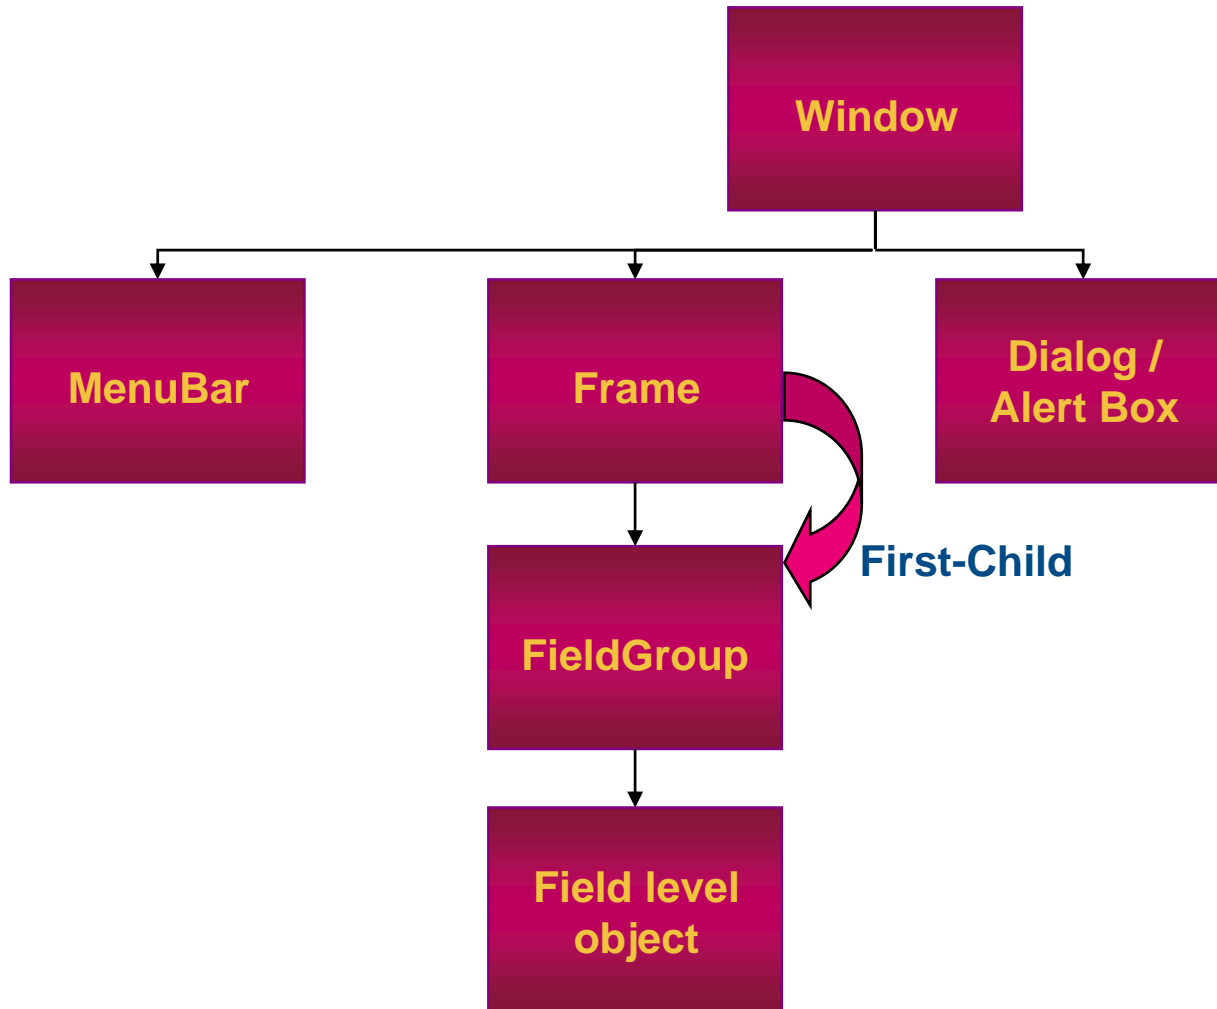 Window
MenuBar
Frame
Dialog /
Alert Box
First-Child
FieldGroup
Field level
object